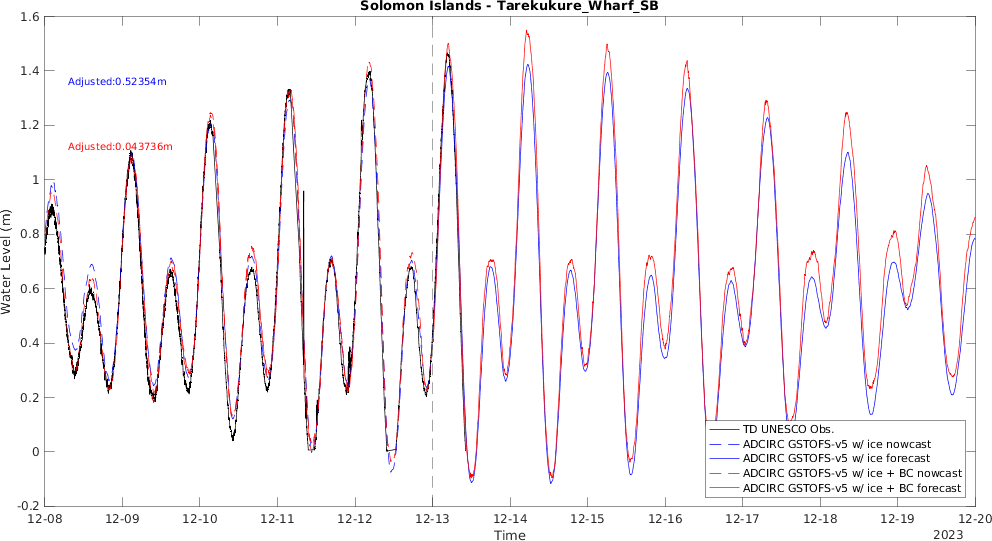 Solomon Islands - Tarekukure_Wharf_SB
1.6
1.4
1.2
1
0.8
0.6
0.4
0.2
0
-0.2
Water Level (m)
Adjusted:0.52354m
Adjusted:0.043736m
TD UNESCO Obs.
ADCIRC GSTOFS-v5 w/ ice nowcast
ADCIRC GSTOFS-v5 w/ ice forecast
ADCIRC GSTOFS-v5 w/ ice + BC nowcast
ADCIRC GSTOFS-v5 w/ ice + BC forecast
12-08 12-09 12-10 12-11 12-12 12-13 12-14 12-15 12-16 12-17 12-18 12-19 12-20
Time
2023